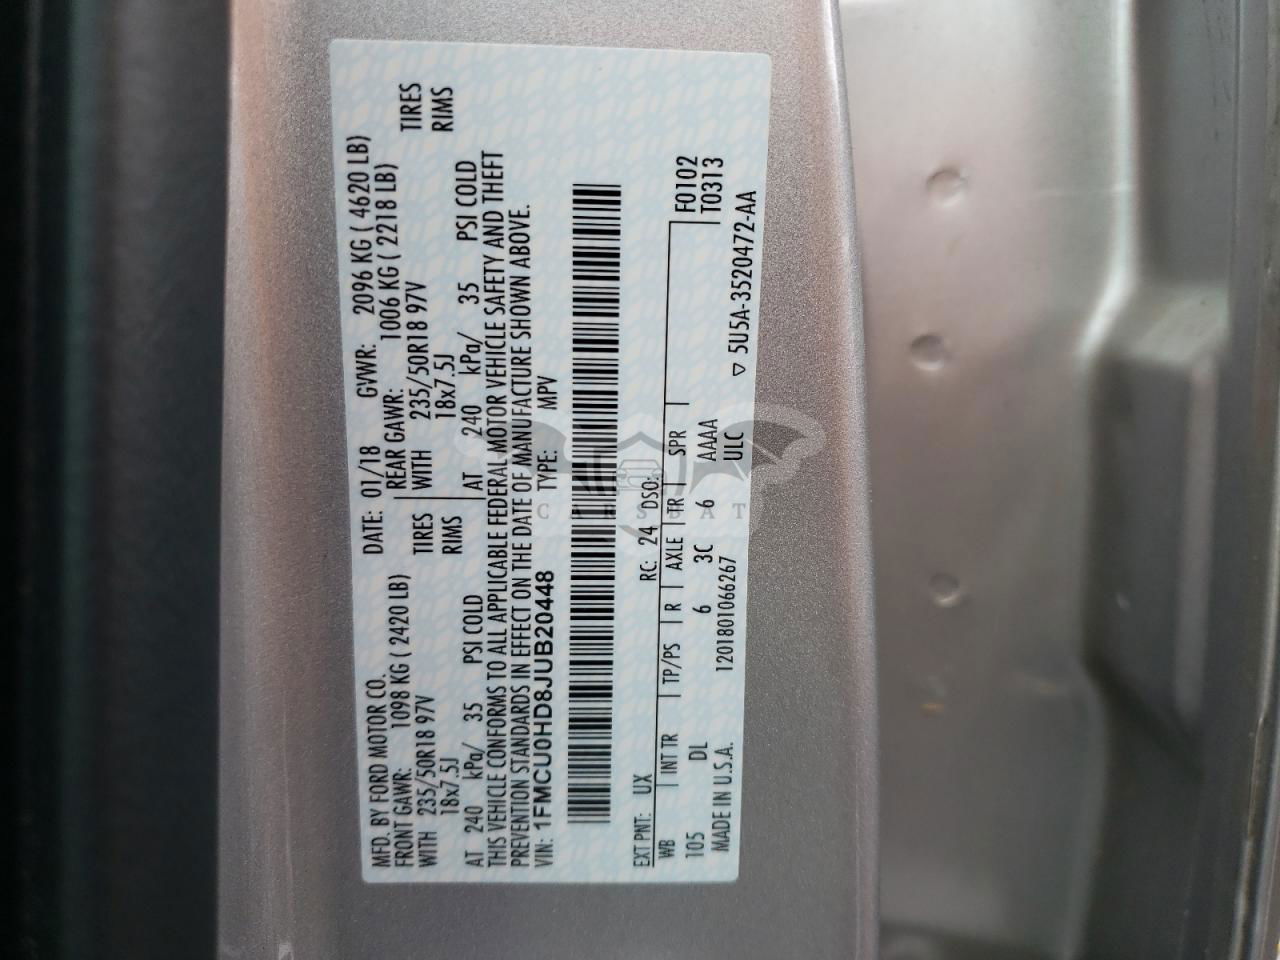 MFD. BY FORD MOTOR CO. DATE: 01/18 GVWR: 2096 KG ( 4620 LB)
FRONT GAWR: 1098 KG ( 2420 LB) REAR GAWR: 1006 KG ( 2218 LB)
WITH 235/50R18 97V TIRES WITH 235/50R18 97V TIRES
18x7.5J RIMS 18x7.5J RIMS
AT 240 kPa/ 35 PSI COLD AT 240 kPa/ 35 PSI COLD
THIS VEHICLE CONFORMS TO ALL APPLICABLE FEDERAL MOTOR VEHICLE SAFETY AND THEFT
PREVENTION STANDARDS IN EFFECT ON THE DATE OF MANUFACTURE SHOWN ABOVE.
VIN: 1FMCU0HD8JUB20448 TYPE: MPV
CARSBAT
EXT PNT: UX RC: 24 DSO:
WB INT TR TP/PS R AXLE TR SPR F0102
105 DL 6 3C 6 AAAA T0313
MADE IN U.S.A. 1201801066267 ULC
▽ 5U5A-3520472-AA